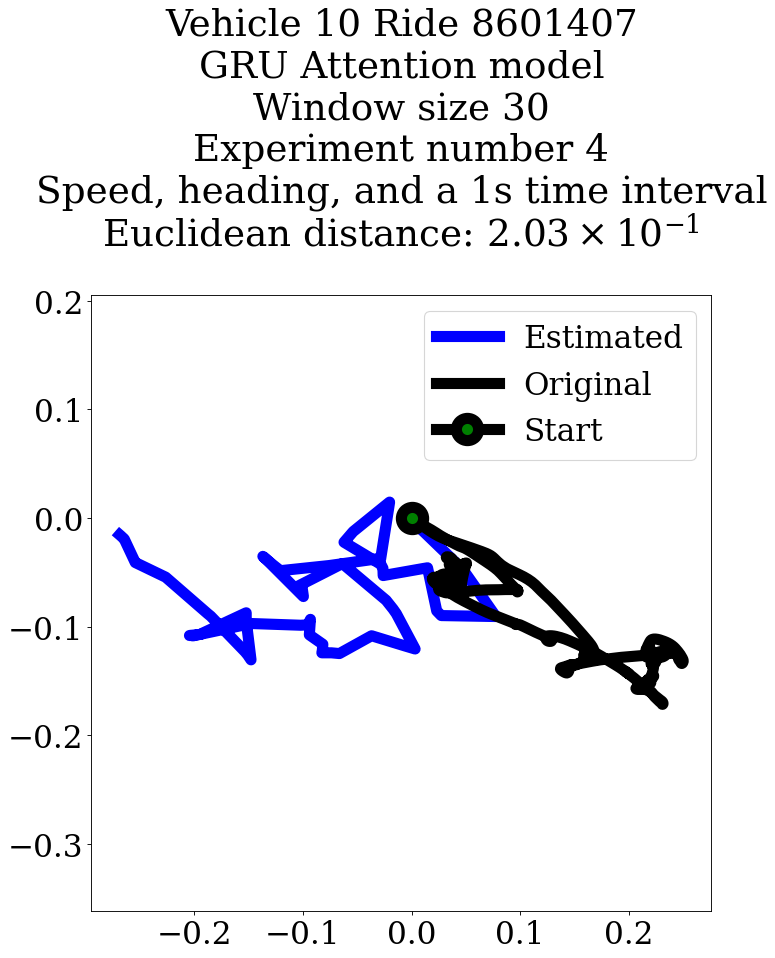 Vehicle 10 Ride 8601407
GRU Attention model
Window size 30
Experiment number 4
Speed, heading, and a 1s time interval
Euclidean distance: 2.03 × 10⁻¹
0.2
Estimated
0.1
Original
Start
0.0
−0.1
−0.2
−0.3
−0.2 −0.1 0.0 0.1 0.2